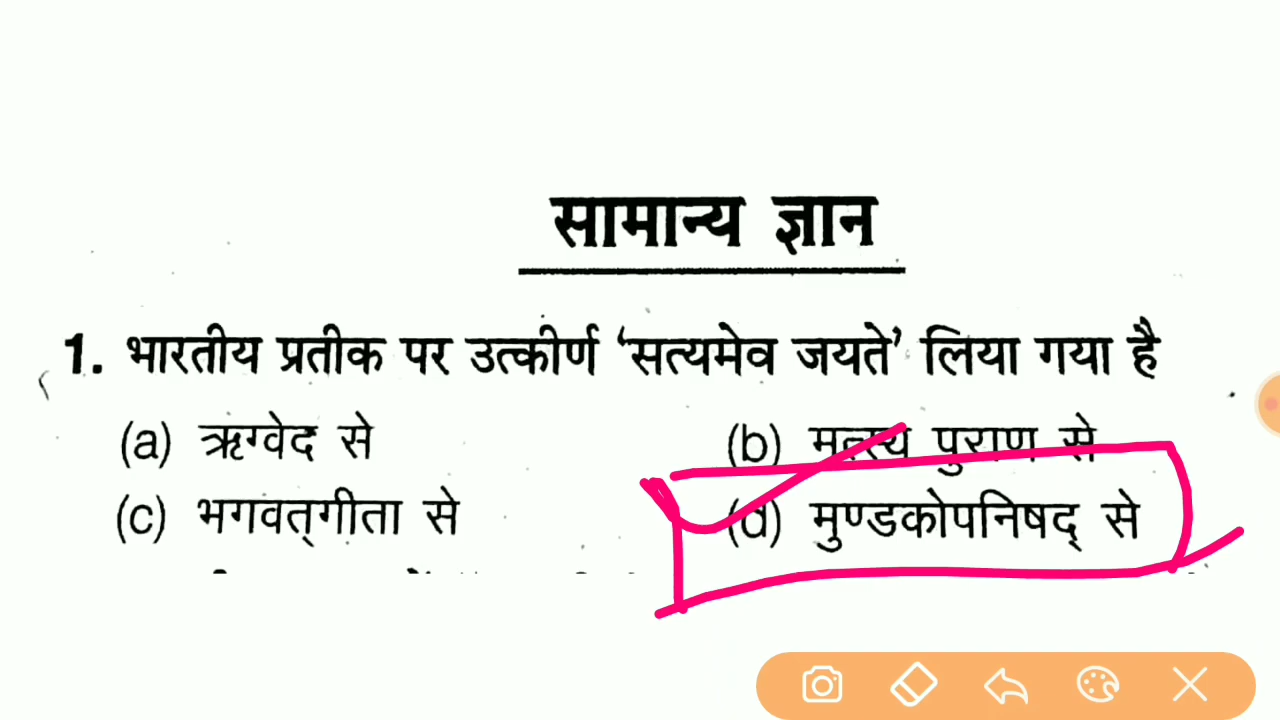 सामान्य ज्ञान
1. भारतीय प्रतीक पर उत्कीर्ण ‘सत्यमेव जयते’ लिया गया है
(a) ऋग्वेद से (b) मत्स्य पुराण से
(c) भगवत्‌गीता से (d) मुण्डकोपनिषद् से